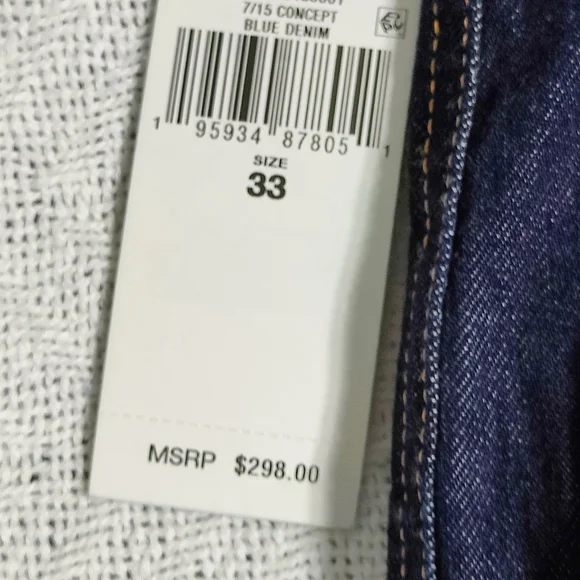 7/15 CONCEPT
BLUE DENIM
1 95934 87805 1
SIZE
33
MSRP $298.00